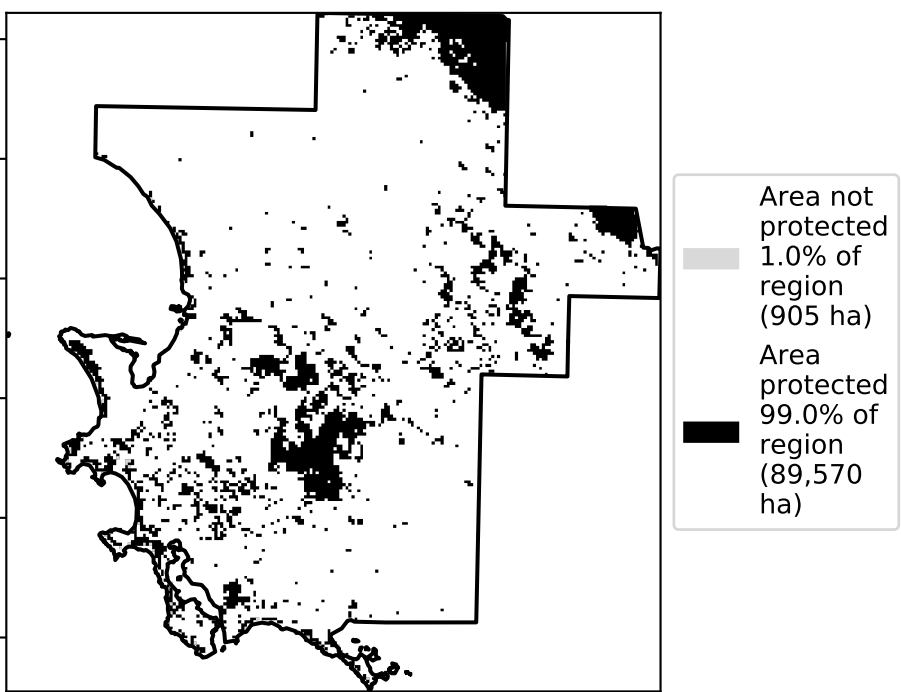 Area not
protected
1.0% of
region
(905 ha)
Area
protected
99.0% of
region
(89,570
ha)